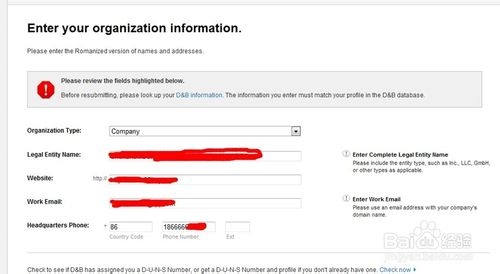 Enter your organization information.
Please enter the Romanized version of names and addresses.
Please review the fields highlighted below.
Before resubmitting, please look up your D&B information. The information you enter must match your profile in the D&B database.
Organization Type: Company
Legal Entity Name:
Enter Complete Legal Entity Name
Please include the entity type, such as Inc., LLC, GmbH,
or other types as applicable.
Website: http://
Work Email:
Enter Work Email
Please use an email address with your company's
domain name.
Headquarters Phone: + 86 1866666
Country Code Phone Number Ext
Check to see if D&B has assigned you a D-U-N-S Number, or get a D-U-N-S Number and profile if you don't already have one. Check now ›
Baidu 经验
jingyan.baidu.com